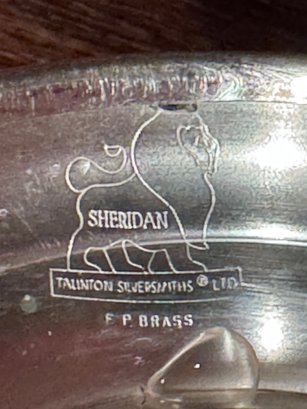 SHERIDAN
TAUNTON SILVERSMITHS ® LTD
E.P. BRASS